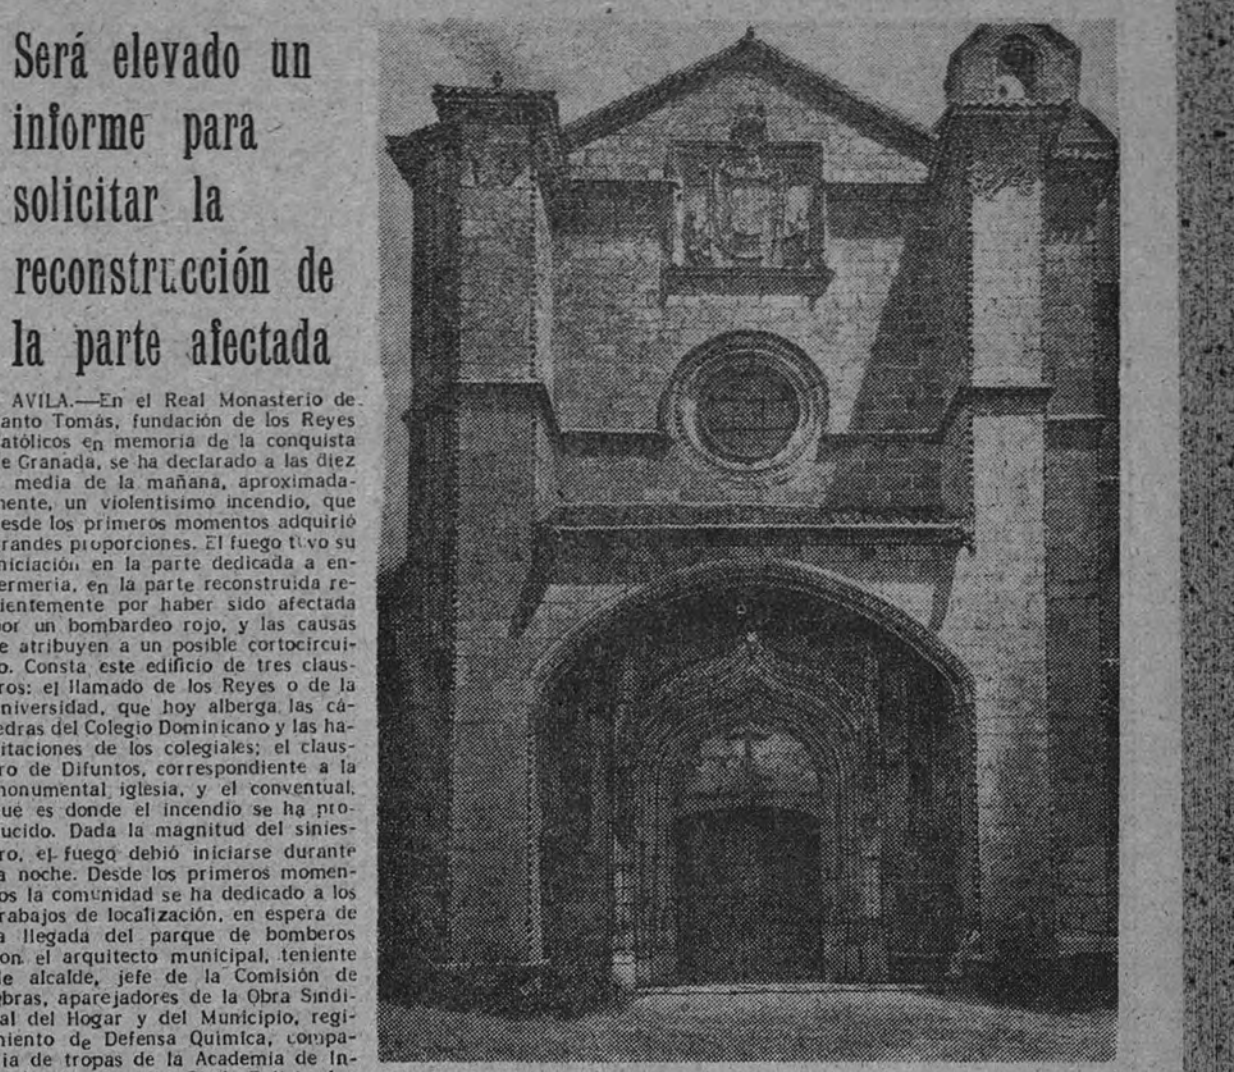 Será elevado un
informe para
solicitar la
reconstrucción de
la parte afectada
AVILA.—En el Real Monasterio de
anto Tomás, fundación de los Reyes
atólicos en memoria de la conquista
e Granada, se ha declarado a las diez
media de la mañana, aproximada-
mente, un violentisimo incendio, que
esde los primeros momentos adquirió
randes proporciones. El fuego tuvo su
niciación en la parte dedicada a en-
ermeria, en la parte reconstruida re-
ientemente por haber sido afectada
por un bombardeo rojo, y las causas
e atribuyen a un posible cortocircui-
o. Consta este edificio de tres claus-
ros: el llamado de los Reyes o de la
niversidad, que hoy alberga las cá-
edras del Colegio Dominicano y las ha-
itaciones de los colegiales; el claus-
ro de Difuntos, correspondiente a la
monumental iglesia, y el conventual,
ue es donde el incendio se ha pro-
ucido. Dada la magnitud del sinies-
ro, el fuego debió iniciarse durante
a noche. Desde los primeros momen-
os la comunidad se ha dedicado a los
rabajos de localización, en espera de
a llegada del parque de bomberos
on el arquitecto municipal, teniente
de alcalde, jefe de la Comisión de
bras, aparejadores de la Obra Sindi-
al del Hogar y del Municipio, regi-
miento de Defensa Quimica, compa-
ia de tropas de la Academia de In-